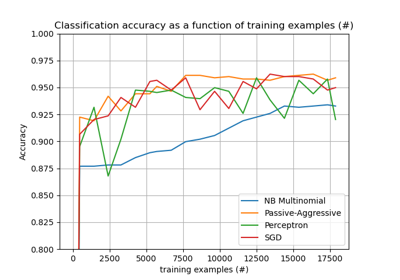 Classification accuracy as a function of training examples (#)
1.000
0.975
0.950
0.925
0.900
0.875
0.850
0.825
0.800
Accuracy
NB Multinomial
Passive-Aggressive
Perceptron
SGD
0 2500 5000 7500 10000 12500 15000 17500
training examples (#)